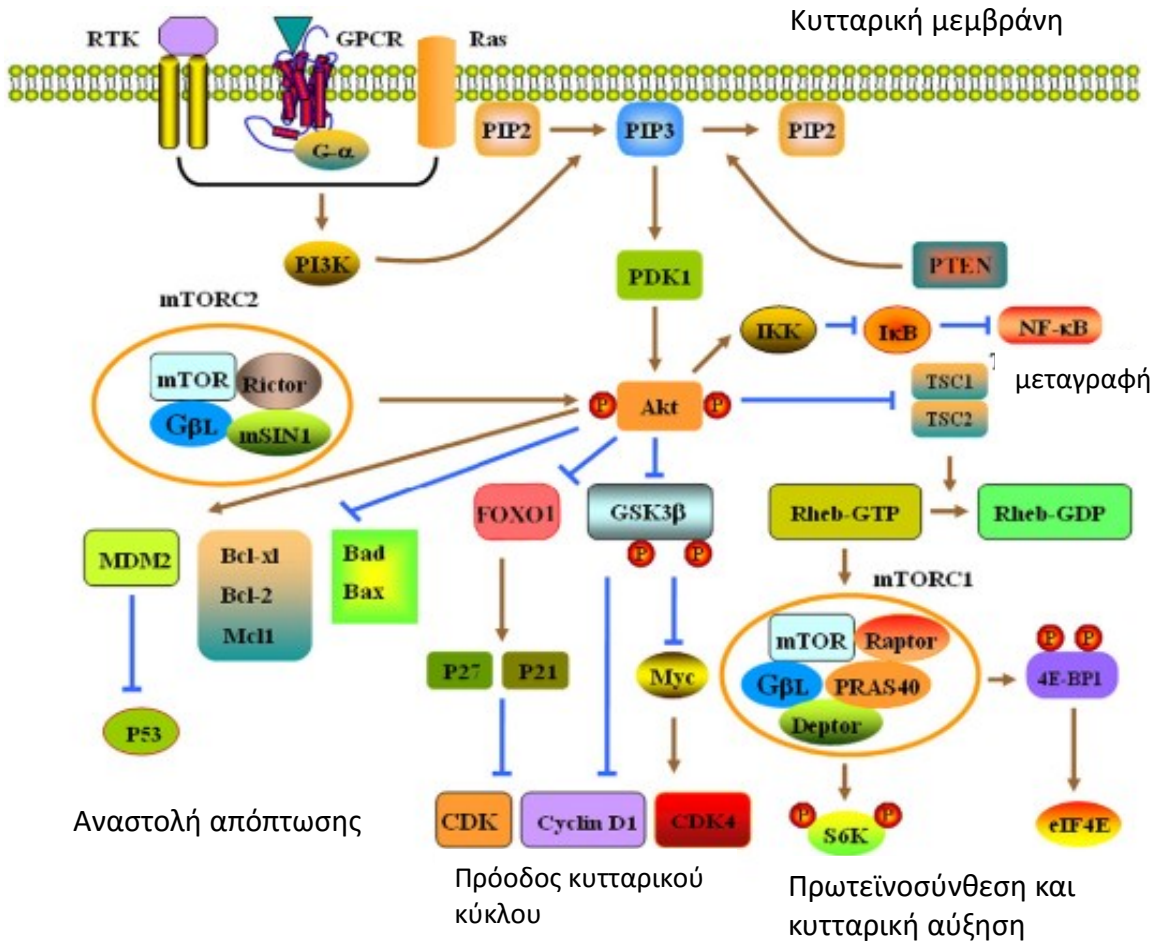 Κυτταρική μεμβράνη
RTK
GPCR
Ras
G-α
PIP2
PIP3
PIP2
PI3K
PDK1
PTEN
mTORC2
mTOR
Rictor
GβL
mSIN1
IKK
IκB
NF-κB
μεταγραφή
P
Akt
P
TSC1
TSC2
FOXO1
GSK3β
P
P
Rheb-GTP
Rheb-GDP
MDM2
Bcl-xl
Bcl-2
Mcl1
Bad
Bax
mTORC1
mTOR
Raptor
GβL
PRAS40
Deptor
P
P
4E-BP1
P27
P21
Myc
P53
CDK
Cyclin D1
CDK4
P
P
S6K
eIF4E
Αναστολή απόπτωσης
Πρόοδος κυτταρικού
κύκλου
Πρωτεϊνοσύνθεση και
κυτταρική αύξηση